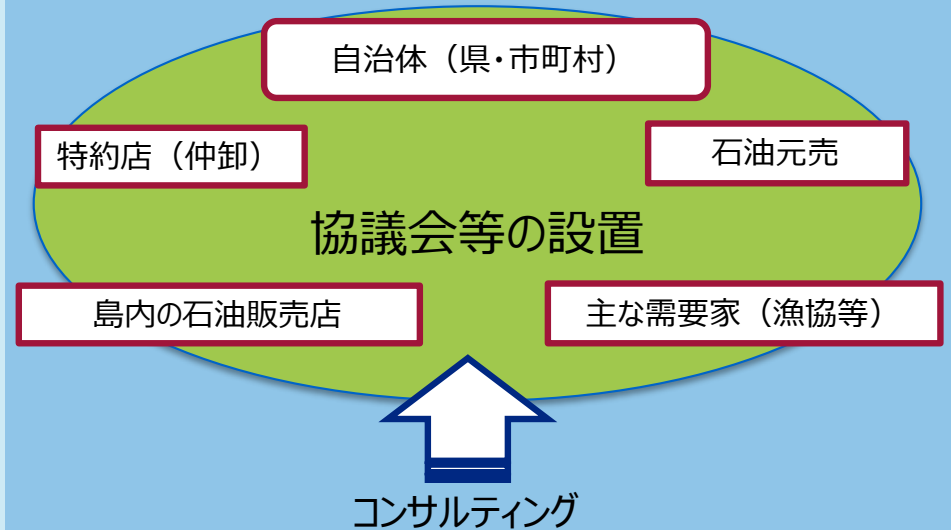 自治体（県・市町村）
特約店（仲卸）
石油元売
協議会等の設置
島内の石油販売店
主な需要家（漁協等）
コンサルティング